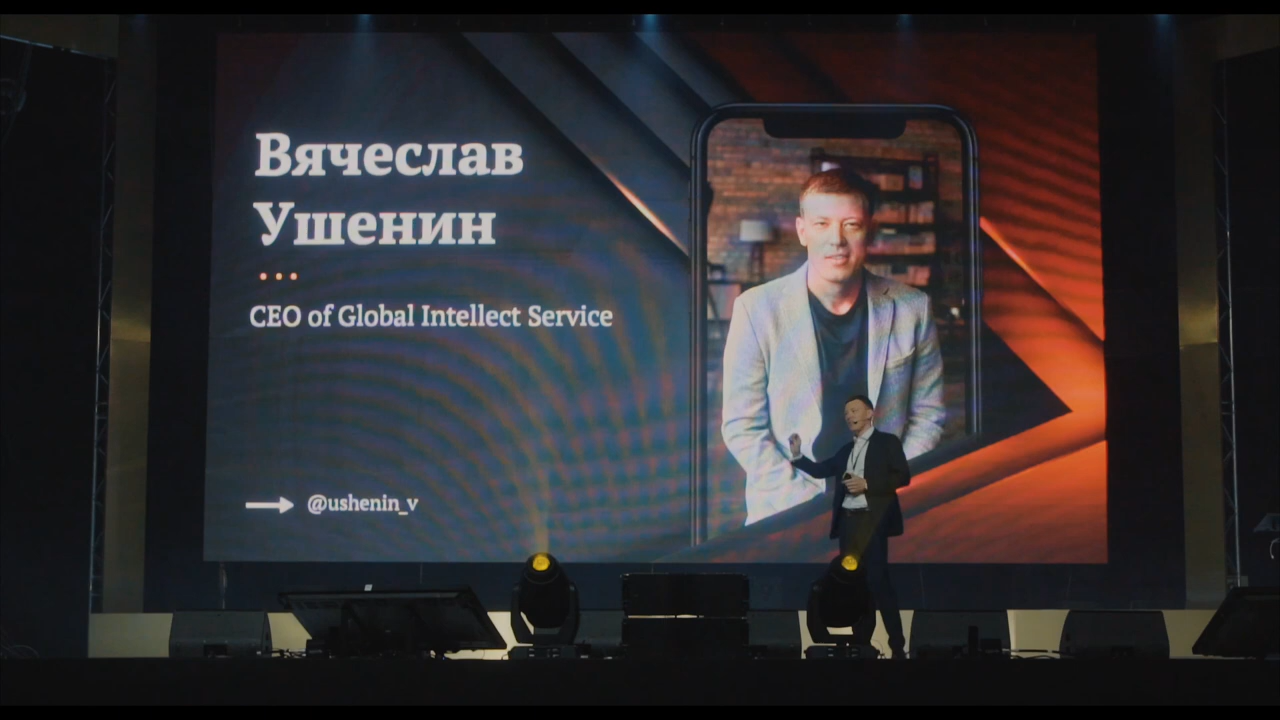 Вячеслав
Ушенин
CEO of Global Intellect Service
@ushenin_v